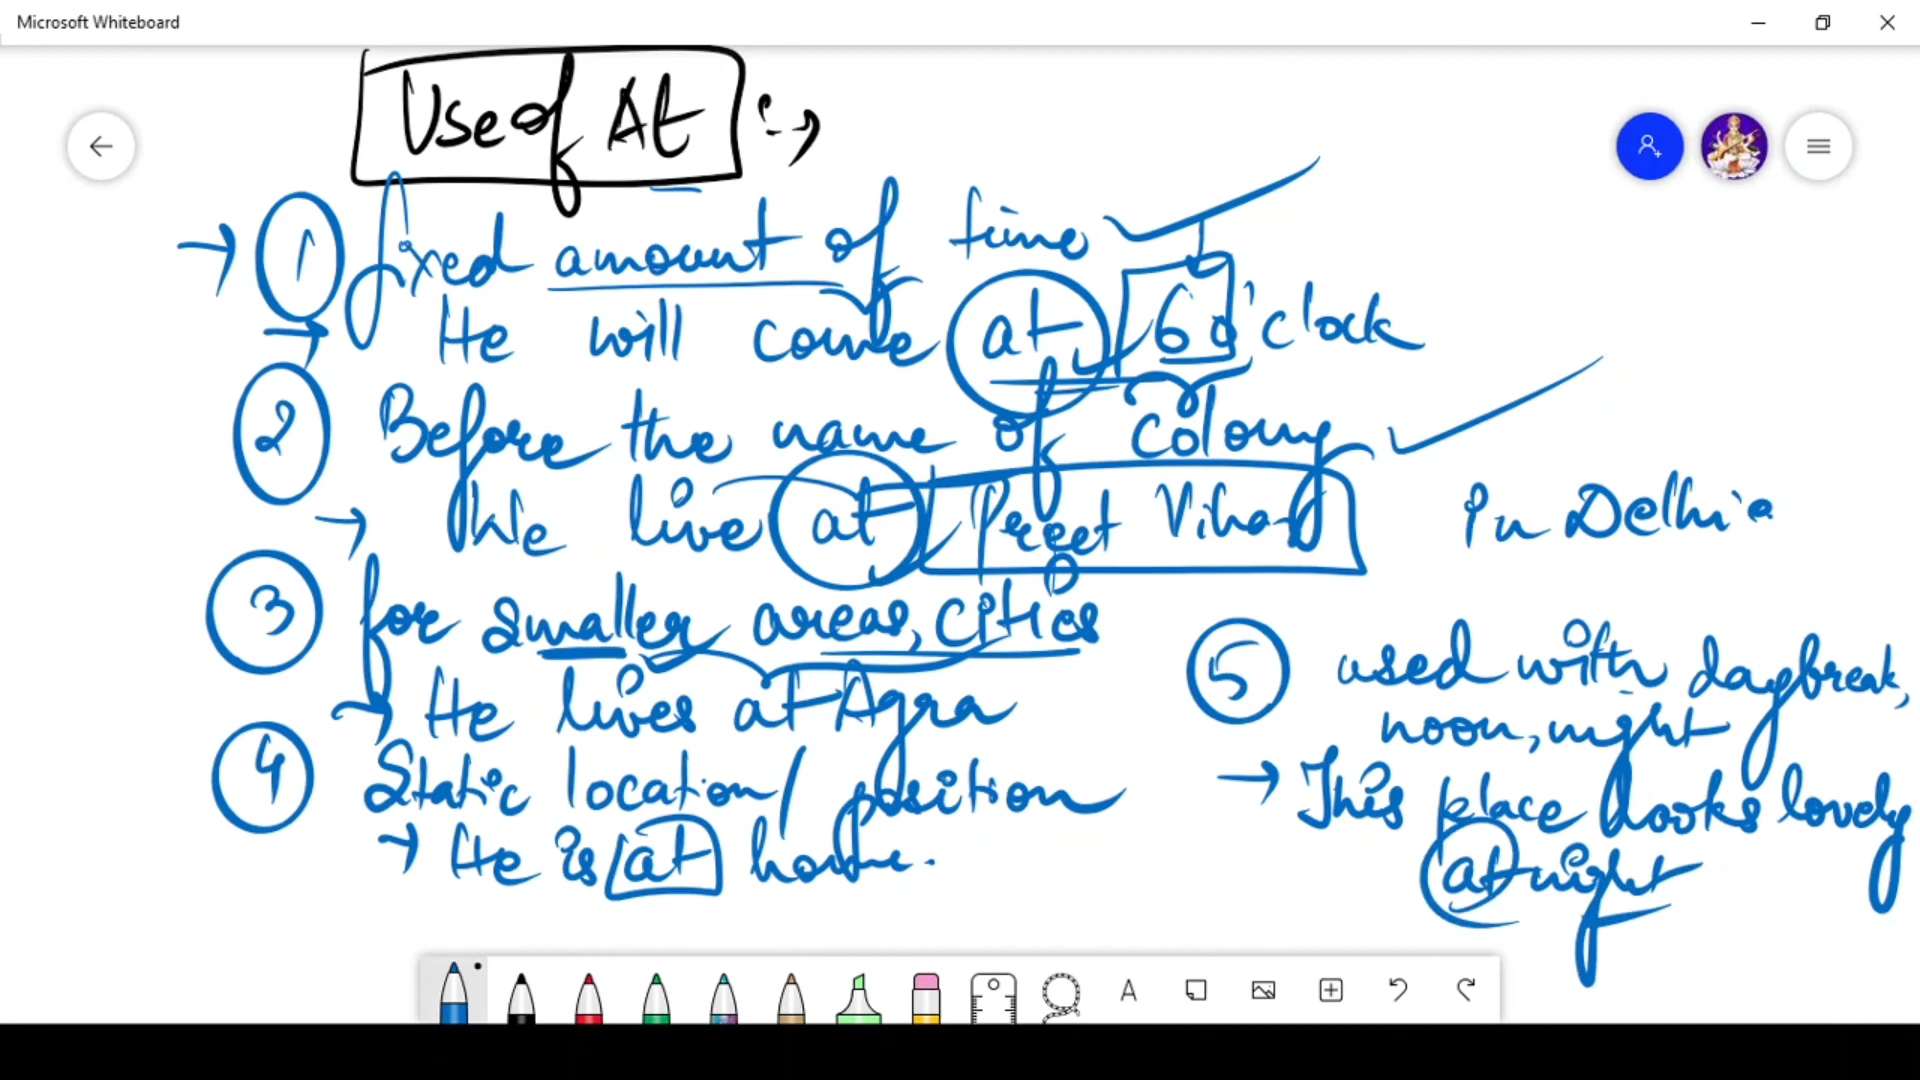 Microsoft Whiteboard
Use of At :→
→ 1 fixed amount of time
He will come at 6 o'clock
2 Before the name of colony
→ We live at Preet Vihar in Delhi
3 for smaller areas, cities
→ He lives at Agra
4 Static location / position
→ He is at home.
5 used with daybreak,
noon, night
→ This place looks lovely
at night